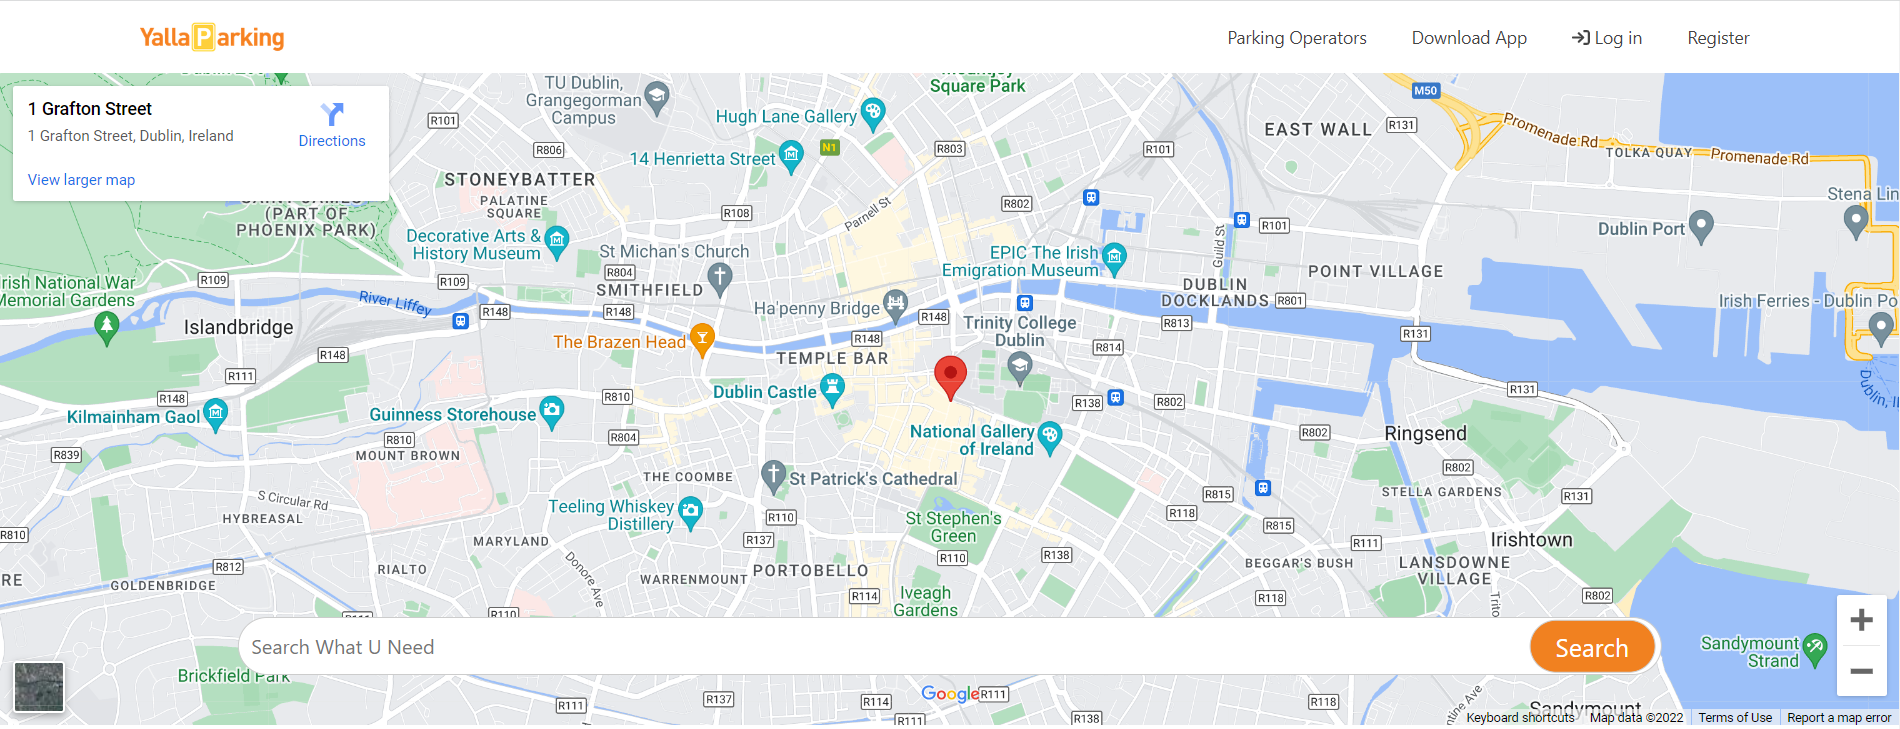 YallaParking
Parking Operators
Download App
Log in
Register
1 Grafton Street
1 Grafton Street, Dublin, Ireland
Directions
View larger map
TU Dublin,
Grangegorman
Campus
Square Park
M50
R101
Hugh Lane Gallery
EAST WALL
R131
Promenade Rd
N1
R806
14 Henrietta Street
R803
R101
TOLKA QUAY
Promenade Rd
STONEYBATTER
PALATINE
SQUARE
Stena Lin
(PART OF
PHOENIX PARK)
R108
Parnell St
R802
R101
Guild St
Dublin Port
Decorative Arts &
History Museum
St Michan's Church
EPIC The Irish
Emigration Museum
POINT VILLAGE
R109
R109
R804
SMITHFIELD
DUBLIN
DOCKLANDS
R801
Irish National War
Memorial Gardens
River Liffey
R148
R148
Ha'penny Bridge
R148
Irish Ferries - Dublin Po
Islandbridge
Trinity College
Dublin
R813
R131
The Brazen Head
R148
R148
TEMPLE BAR
R814
R111
R148
Dublin Castle
R131
Dublin, I
Kilmainham Gaol
Guinness Storehouse
R810
R138
R802
R810
R804
National Gallery
of Ireland
R802
Ringsend
R839
MOUNT BROWN
THE COOMBE
St Patrick's Cathedral
R802
S Circular Rd
R815
STELLA GARDENS
R131
HYBREASAL
Teeling Whiskey
Distillery
R110
St Stephen's
Green
R118
R815
R810
MARYLAND
R137
R110
R138
R111
Irishtown
RE
R812
RIALTO
Donore Ave
PORTOBELLO
BEGGAR'S BUSH
LANSDOWNE
VILLAGE
GOLDENBRIDGE
WARRENMOUNT
R114
Iveagh
Gardens
R118
Trito
R802
R110
R111
Search What U Need
Search
Sandymount
Strand
Brickfield Park
Google
R111
R137
R114
R118
R111
R111
R138
ntine Ave
Sandymount
Keyboard shortcuts
Map data ©2022
Terms of Use
Report a map error